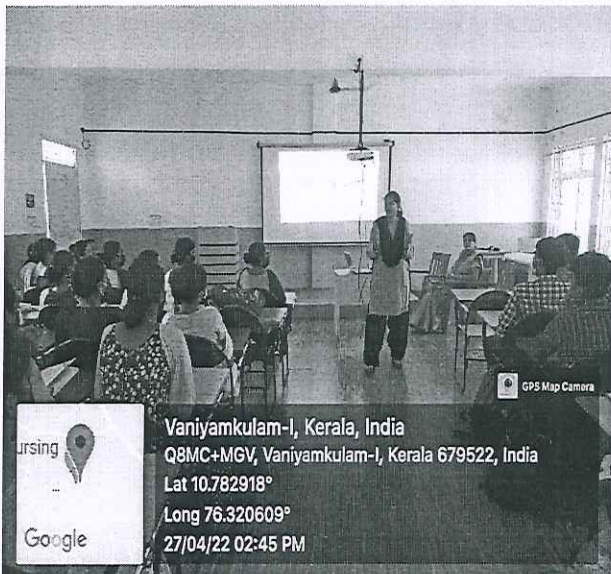 GPS Map Camera
ursing
Google
Vaniyamkulam-I, Kerala, India
Q8MC+MGV, Vaniyamkulam-I, Kerala 679522, India
Lat 10.782918°
Long 76.320609°
27/04/22 02:45 PM